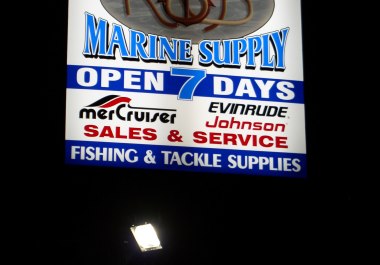 MARINE SUPPLY
OPEN 7 DAYS
merCruiser EVINRUDE
Johnson
SALES & SERVICE
FISHING & TACKLE SUPPLIES